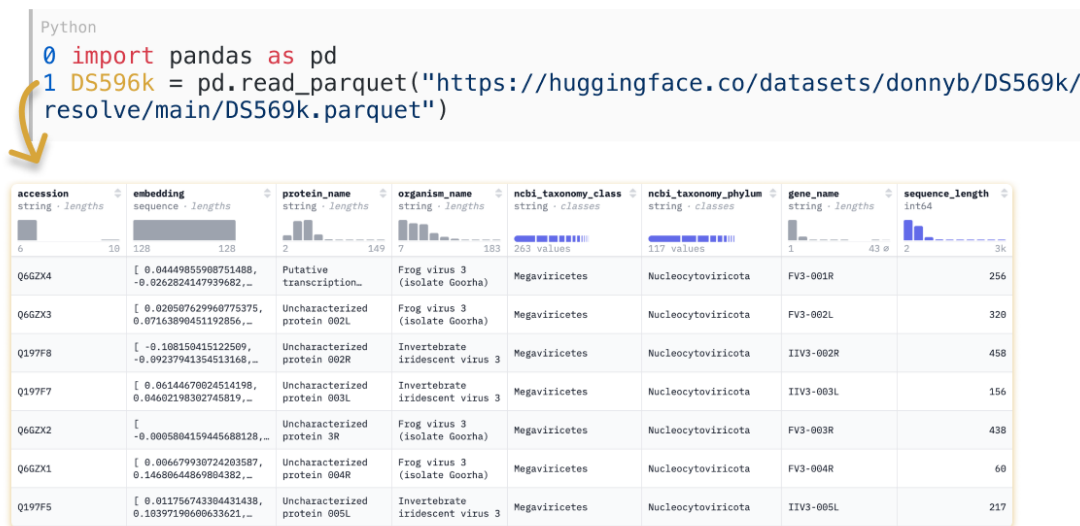 Python
0 import pandas as pd
1 DS596k = pd.read_parquet("https://huggingface.co/datasets/donnyb/DS569k/
resolve/main/DS569k.parquet")
accession embedding protein_name organism_name ncbi_taxonomy_class ncbi_taxonomy_phylum gene_name sequence_length
string · lengths sequence · lengths string · lengths string · lengths string · classes string · classes string · lengths int64
6 10 128 128 2 149 7 183 263 values 117 values 1 43 ø 2 3k
Q6GZX4 [ 0.04449855908751488, -0.0262824147939682,… Putative transcription… Frog virus 3 (isolate Goorha) Megaviricetes Nucleocytoviricota FV3-001R 256
Q6GZX3 [ 0.020507629960775375, 0.07163890451192856,… Uncharacterized protein 002L Frog virus 3 (isolate Goorha) Megaviricetes Nucleocytoviricota FV3-002L 320
Q197F8 [ -0.108150415122509, -0.09237941354513168,… Uncharacterized protein 002R Invertebrate iridescent virus 3 Megaviricetes Nucleocytoviricota IIV3-002R 458
Q197F7 [ 0.06144670024514198, 0.04602198302745819,… Uncharacterized protein 003L Invertebrate iridescent virus 3 Megaviricetes Nucleocytoviricota IIV3-003L 156
Q6GZX2 [ -0.0005804159445688128,… Uncharacterized protein 3R Frog virus 3 (isolate Goorha) Megaviricetes Nucleocytoviricota FV3-003R 438
Q6GZX1 [ 0.006679930724203587, 0.14680644869804382,… Uncharacterized protein 004R Frog virus 3 (isolate Goorha) Megaviricetes Nucleocytoviricota FV3-004R 60
Q197F5 [ 0.011756743304431438, 0.10397190600633621,… Uncharacterized protein 005L Invertebrate iridescent virus 3 Megaviricetes Nucleocytoviricota IIV3-005L 217